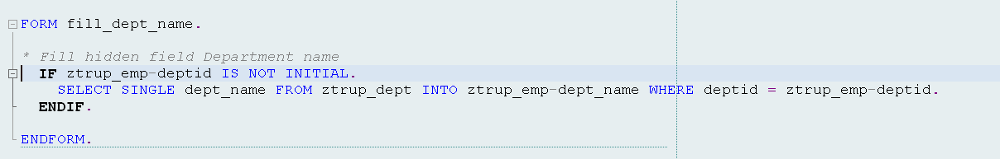 FORM fill_dept_name.
* Fill hidden field Department name
IF ztrup_emp-deptid IS NOT INITIAL.
SELECT SINGLE dept_name FROM ztrup_dept INTO ztrup_emp-dept_name WHERE deptid = ztrup_emp-deptid.
ENDIF.
ENDFORM.